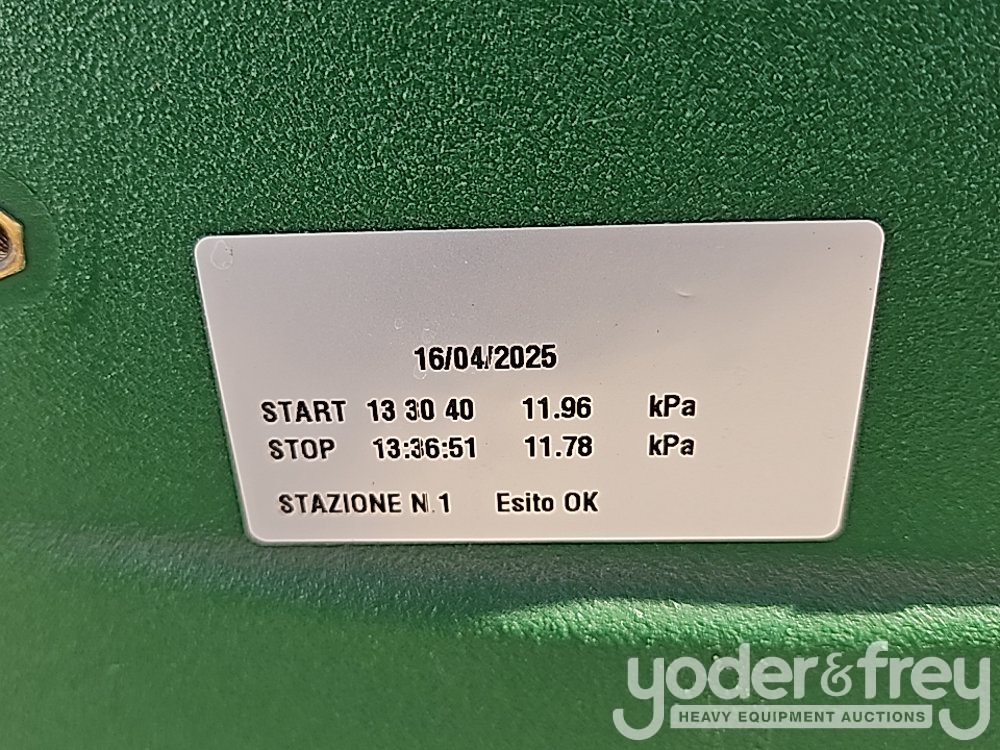 16/04/2025
START 13 30 40 11.96 kPa
STOP 13:36:51 11.78 kPa
STAZIONE N.1 Esito OK
yoder&frey
HEAVY EQUIPMENT AUCTIONS